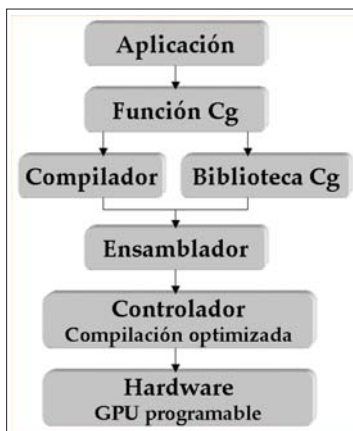 Aplicación
Función Cg
Compilador
Biblioteca Cg
Ensamblador
Controlador
Compilación optimizada
Hardware
GPU programable